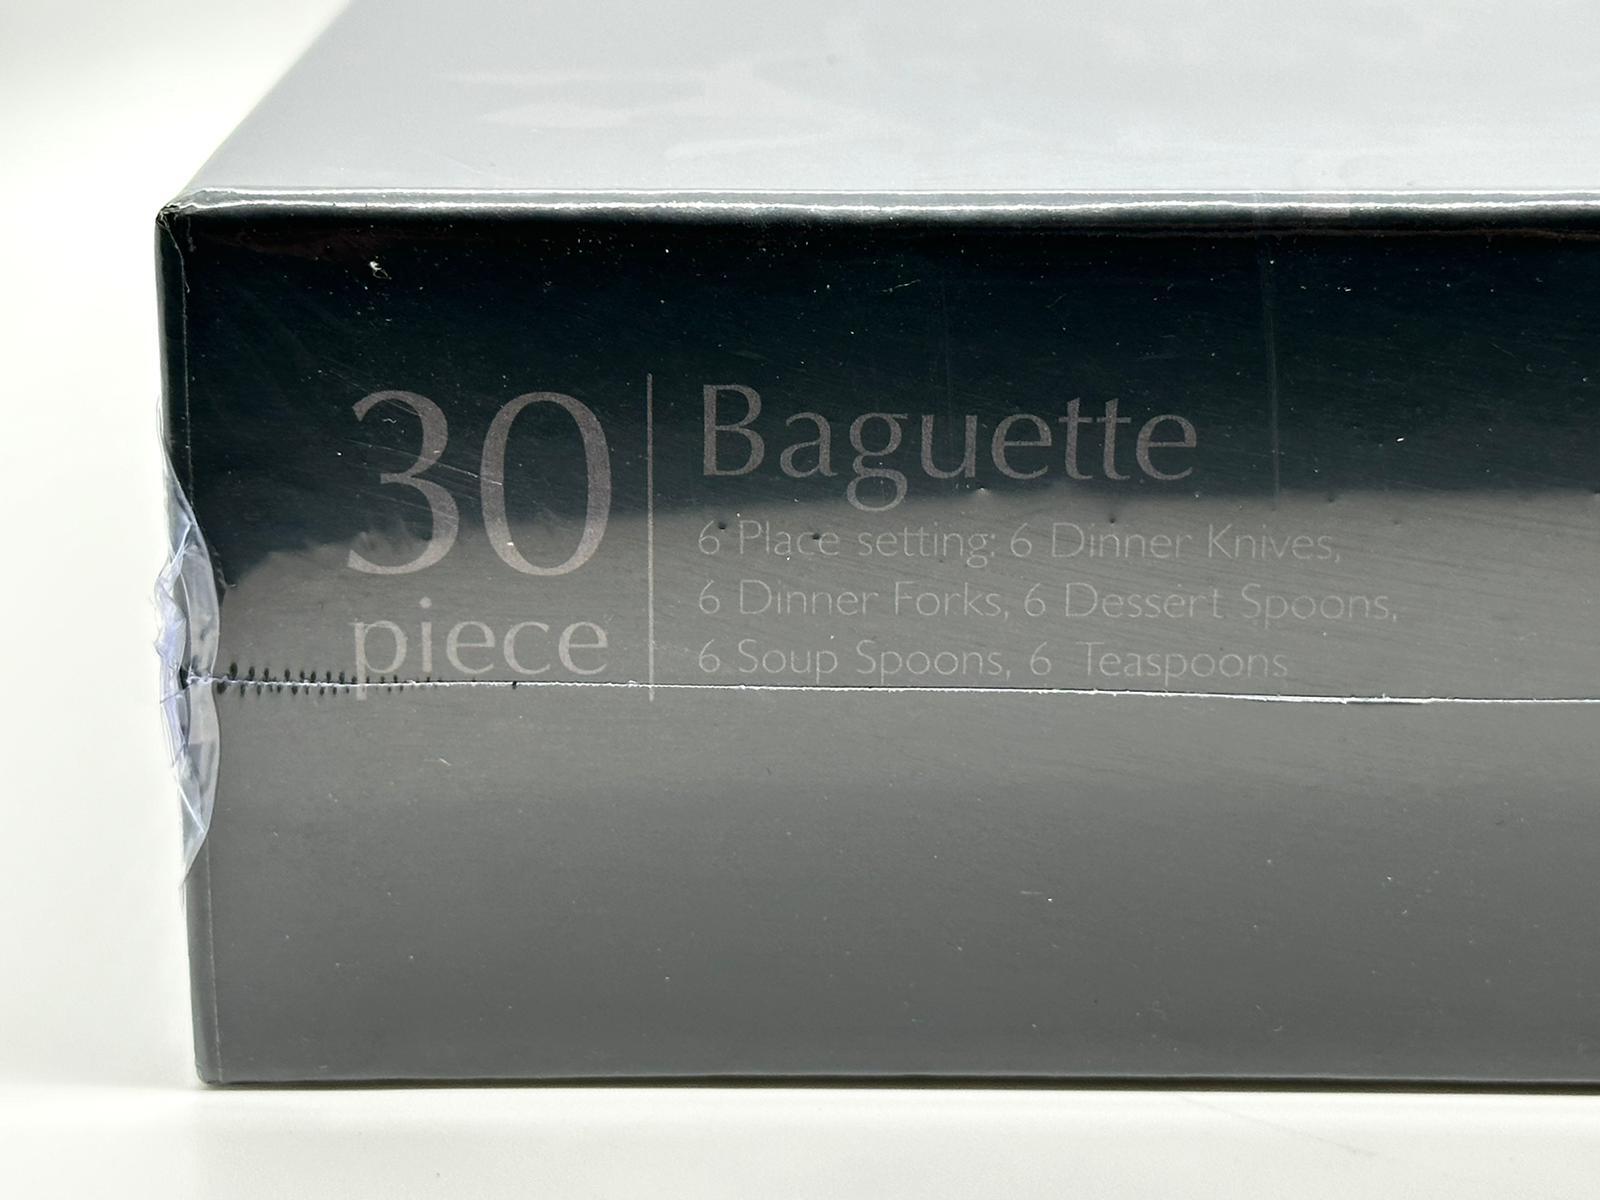 30
piece
Baguette
6 Place setting: 6 Dinner Knives,
6 Dinner Forks, 6 Dessert Spoons,
6 Soup Spoons, 6 Teaspoons